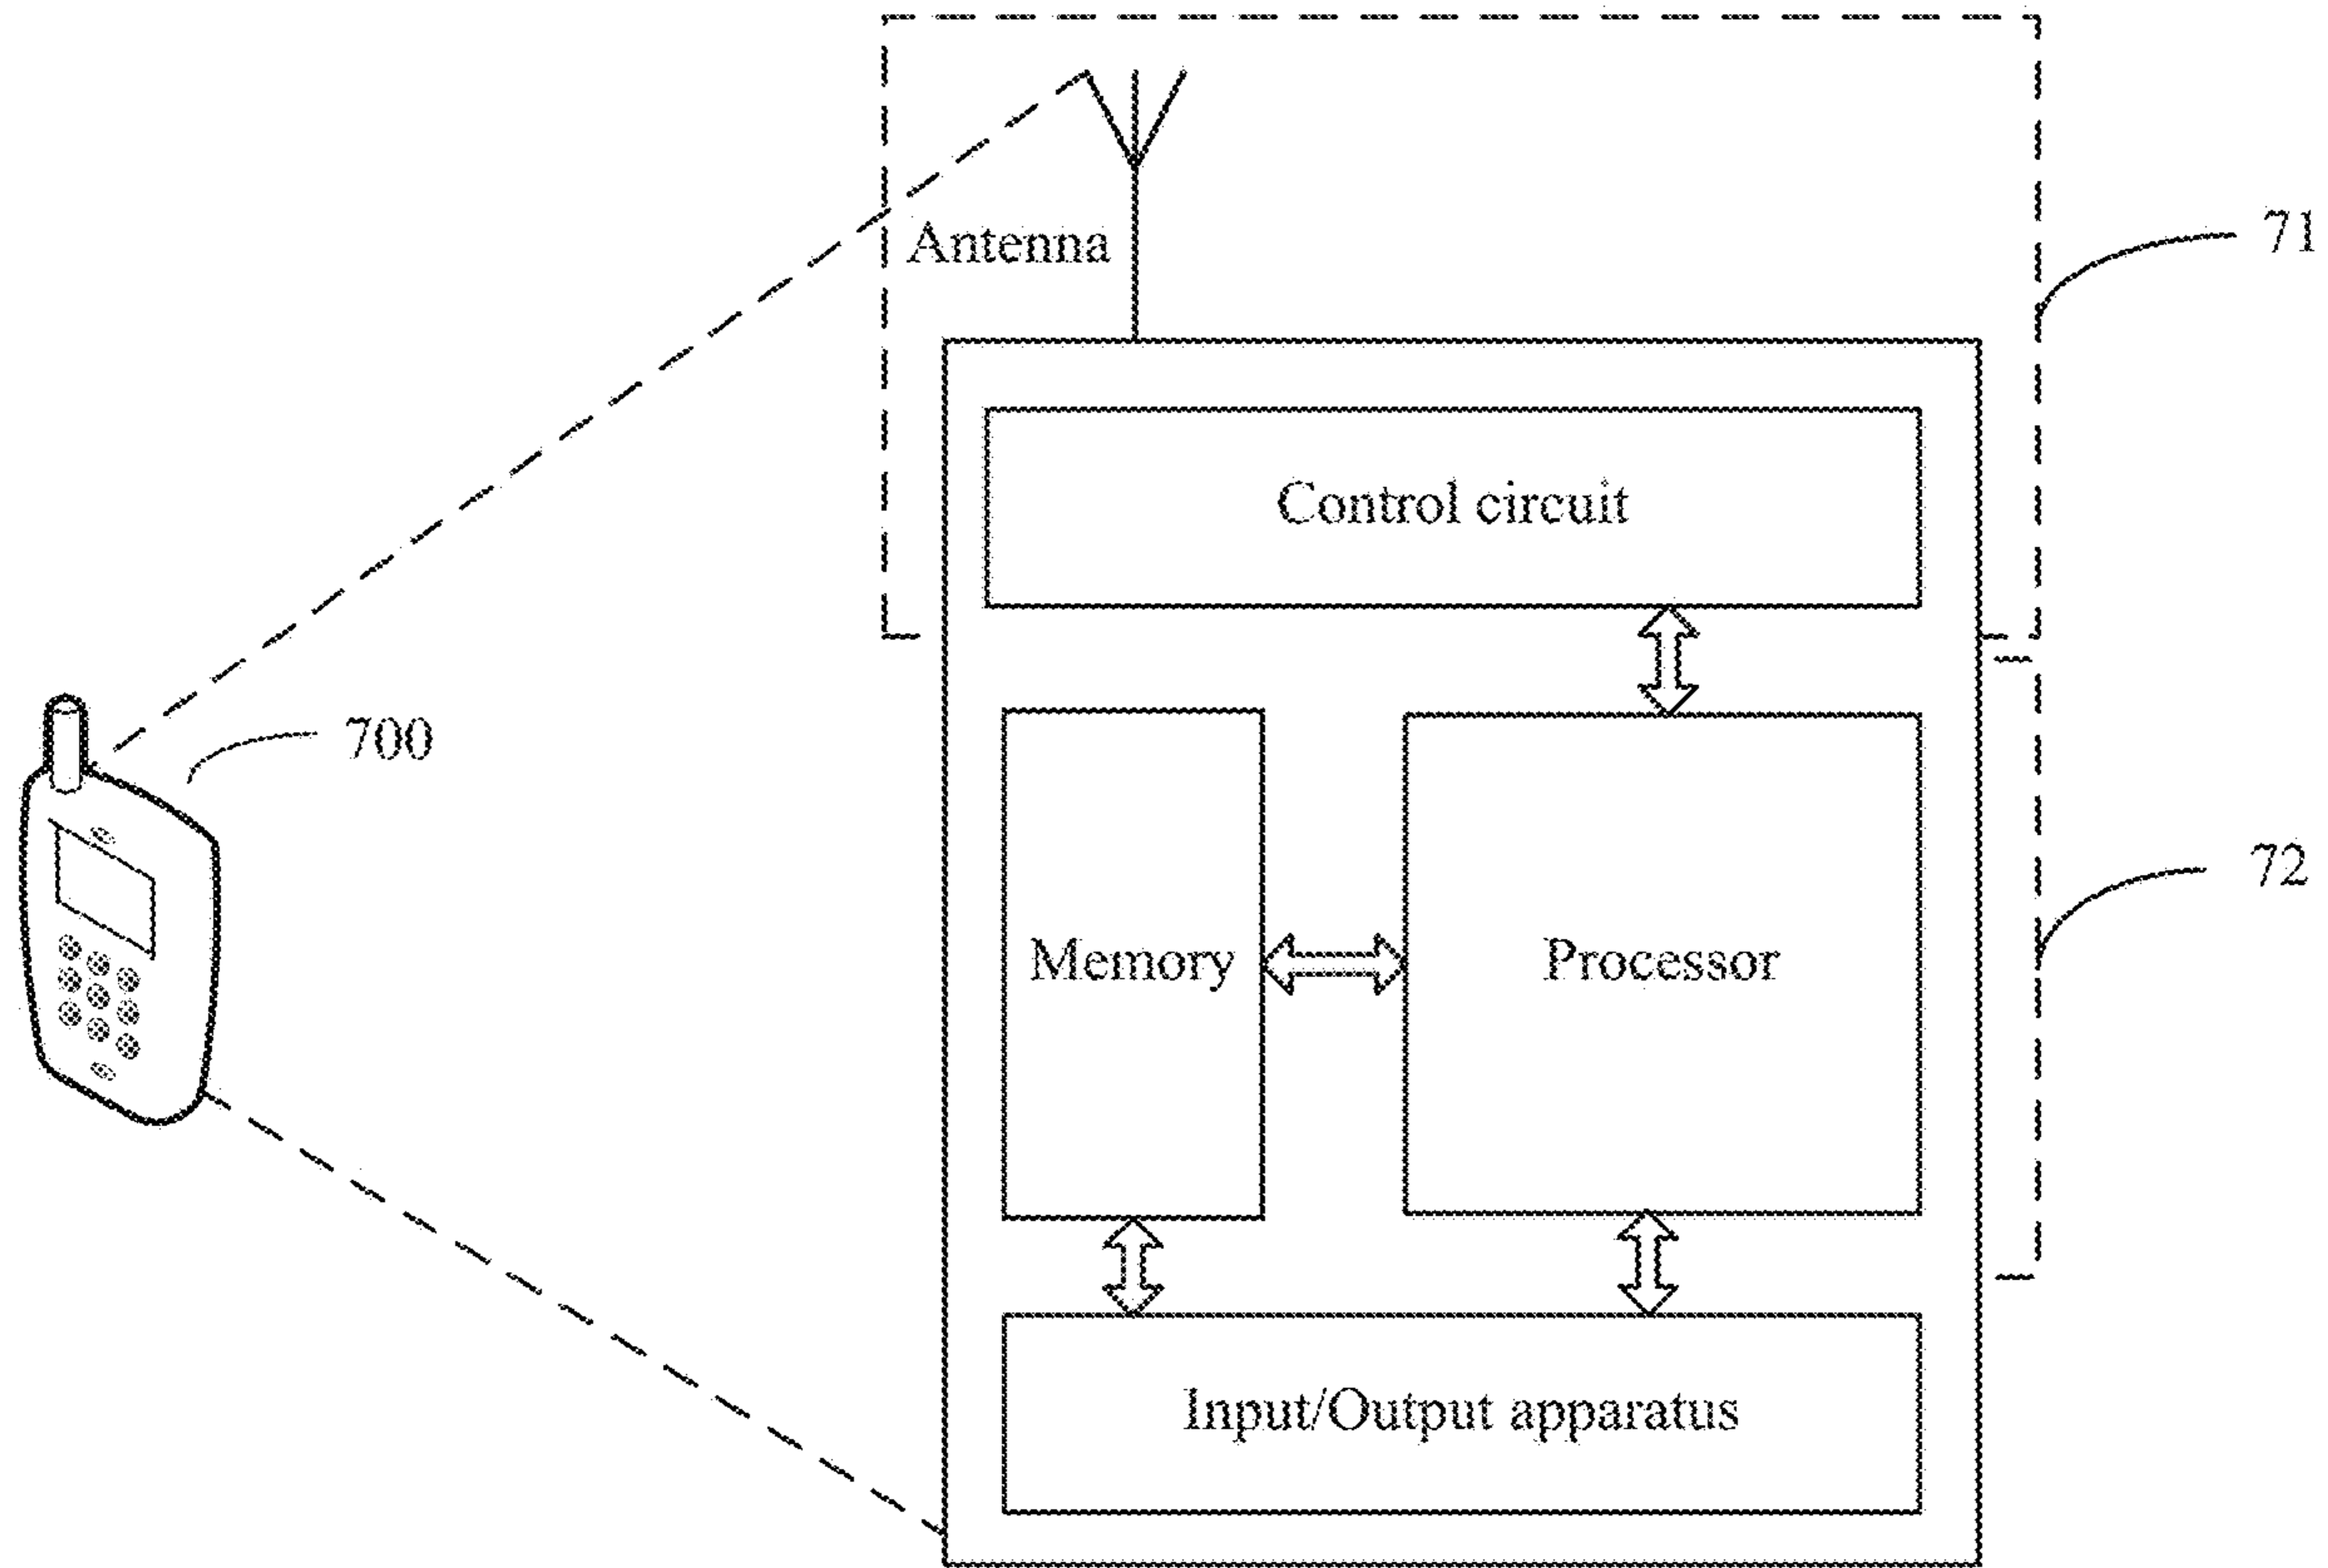 Antenna
71
Control circuit
700
72
Memory
Processor
Input/Output apparatus